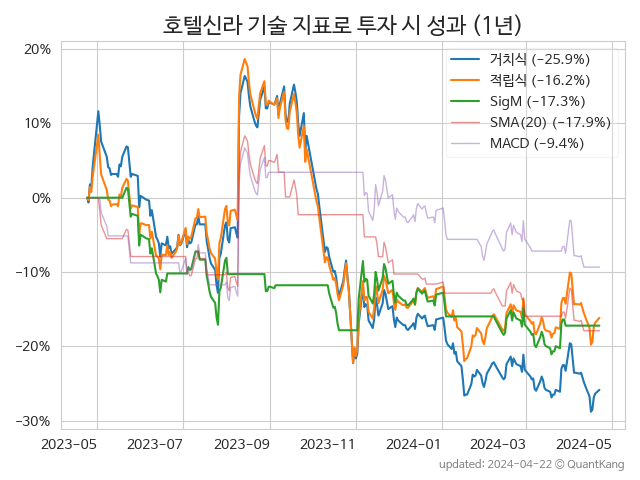 호텔신라 기술 지표로 투자 시 성과 (1년)
20%
10%
0%
−10%
−20%
−30%
거치식 (−25.9%)
적립식 (−16.2%)
SigM (−17.3%)
SMA(20) (−17.9%)
MACD (−9.4%)
2023−05
2023−07
2023−09
2023−11
2024−01
2024−03
2024−05
updated: 2024−04−22 © QuantKang